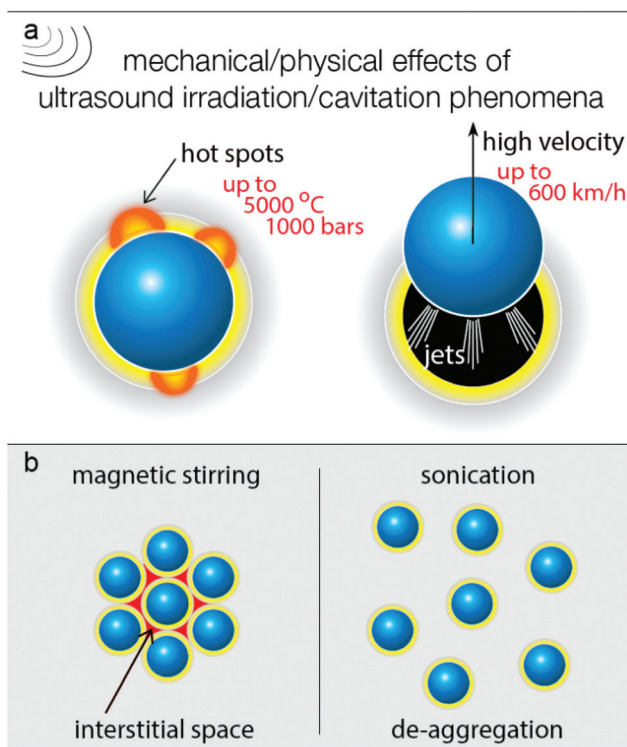 a
mechanical/physical effects of
ultrasound irradiation/cavitation phenomena
hot spots
up to
5000 °C
1000 bars
high velocity
up to
600 km/h
jets
b
magnetic stirring
sonication
interstitial space
de-aggregation